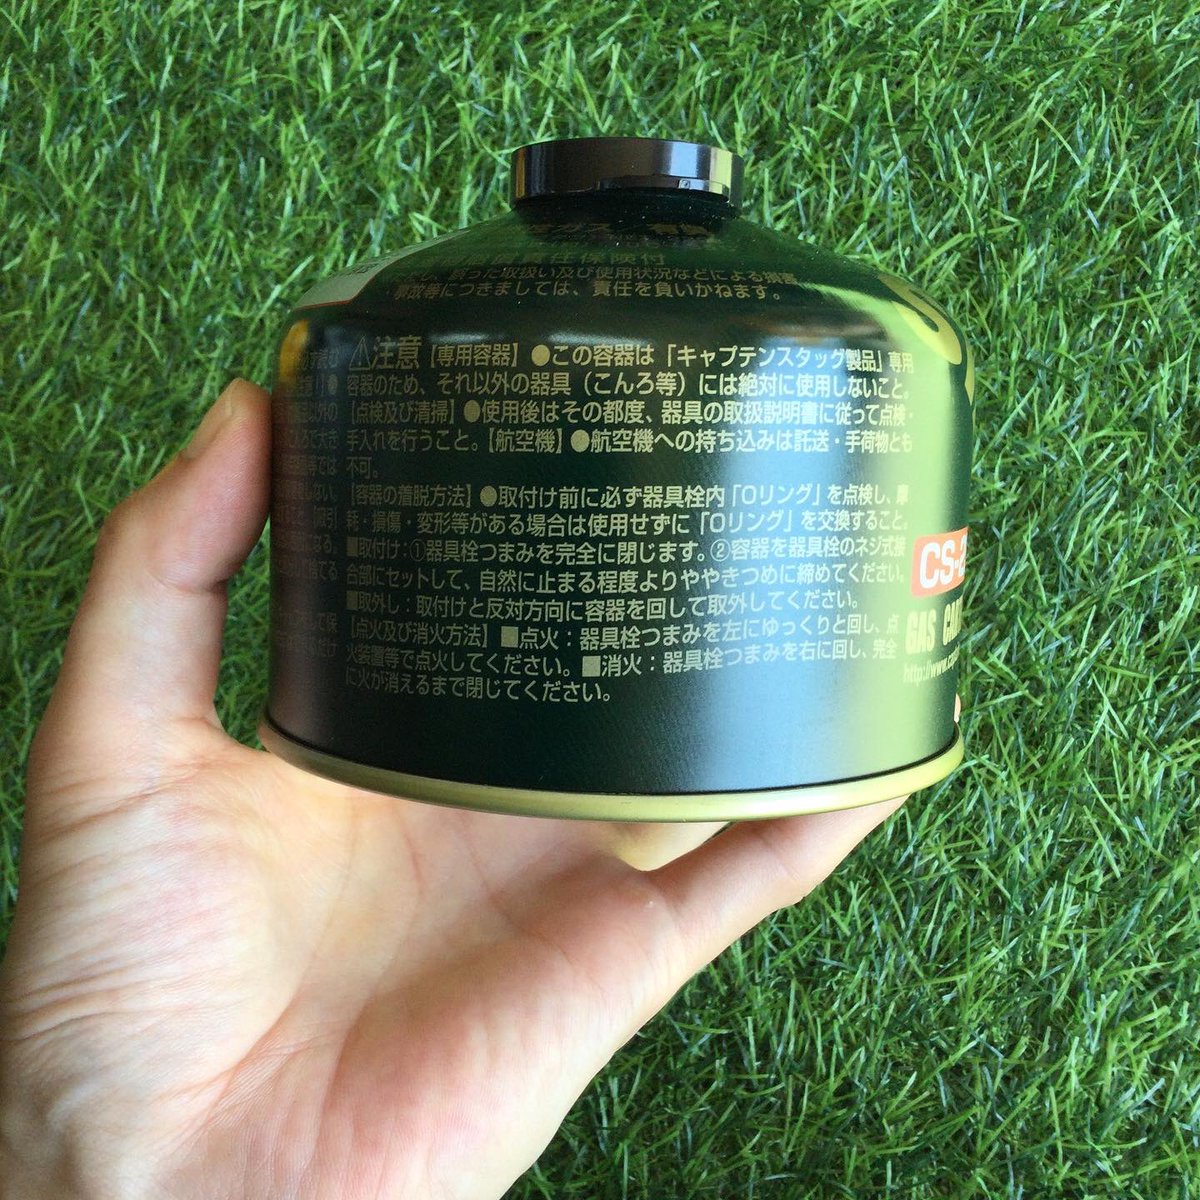 責任保険付
った取扱い及び使用状況などによる損害
事故等につきましては、責任を負いかねます。
注意【専用容器】●この容器は「キャプテンスタッグ製品」専用
容器のため、それ以外の器具（こんろ等）には絶対に使用しないこと。
【点検及び清掃】●使用後はその都度、器具の取扱説明書に従って点検・
手入れを行うこと。【航空機】●航空機への持ち込みは託送・手荷物とも
不可。
【容器の着脱方法】●取付け前に必ず器具栓内「Oリング」を点検し、摩
耗・損傷・変形等がある場合は使用せずに「Oリング」を交換すること。
■取付け：①器具栓つまみを完全に閉じます。②容器を器具栓のネジ式接
合部にセットして、自然に止まる程度よりややきつめに締めてください。
■取外し：取付けと反対方向に容器を回して取外してください。
【点火及び消火方法】■点火：器具栓つまみを左にゆっくりと回し、点
火装置等で点火してください。■消火：器具栓つまみを右に回し、完全
に火が消えるまで閉じてください。
CS-2
GAS CA
http://www.